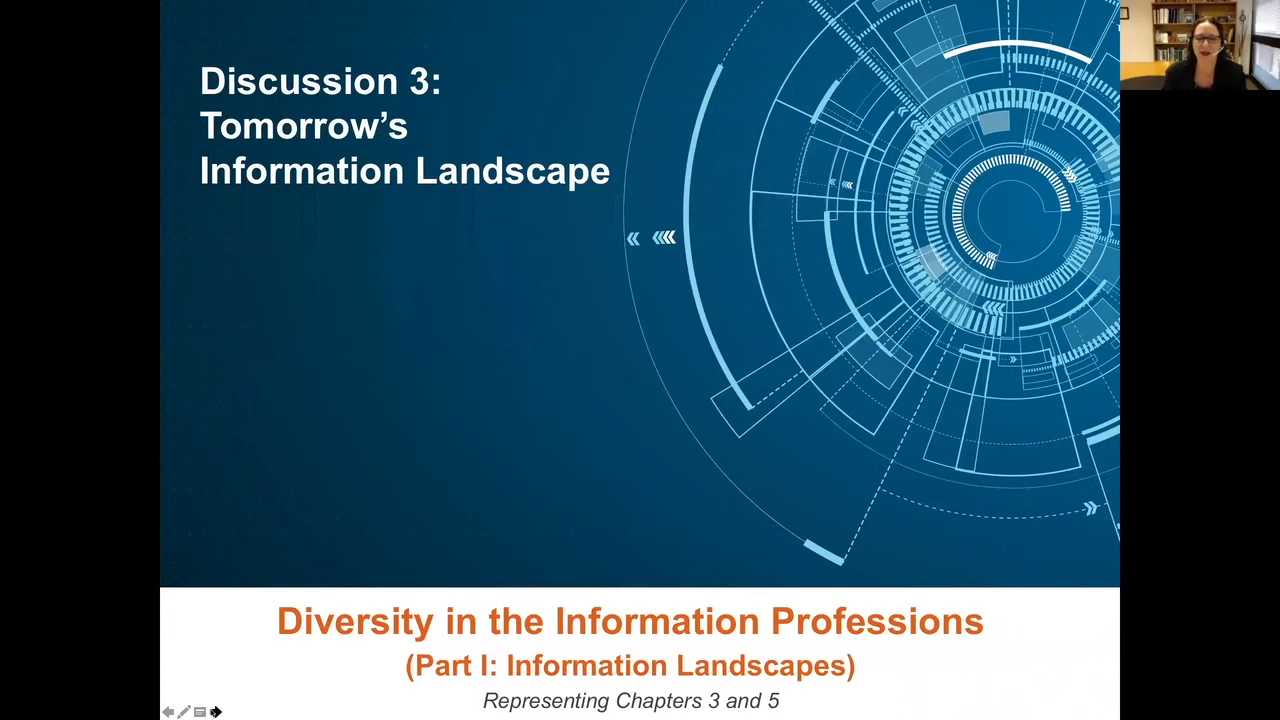 Discussion 3:
Tomorrow’s
Information Landscape
Diversity in the Information Professions
(Part I: Information Landscapes)
Representing Chapters 3 and 5